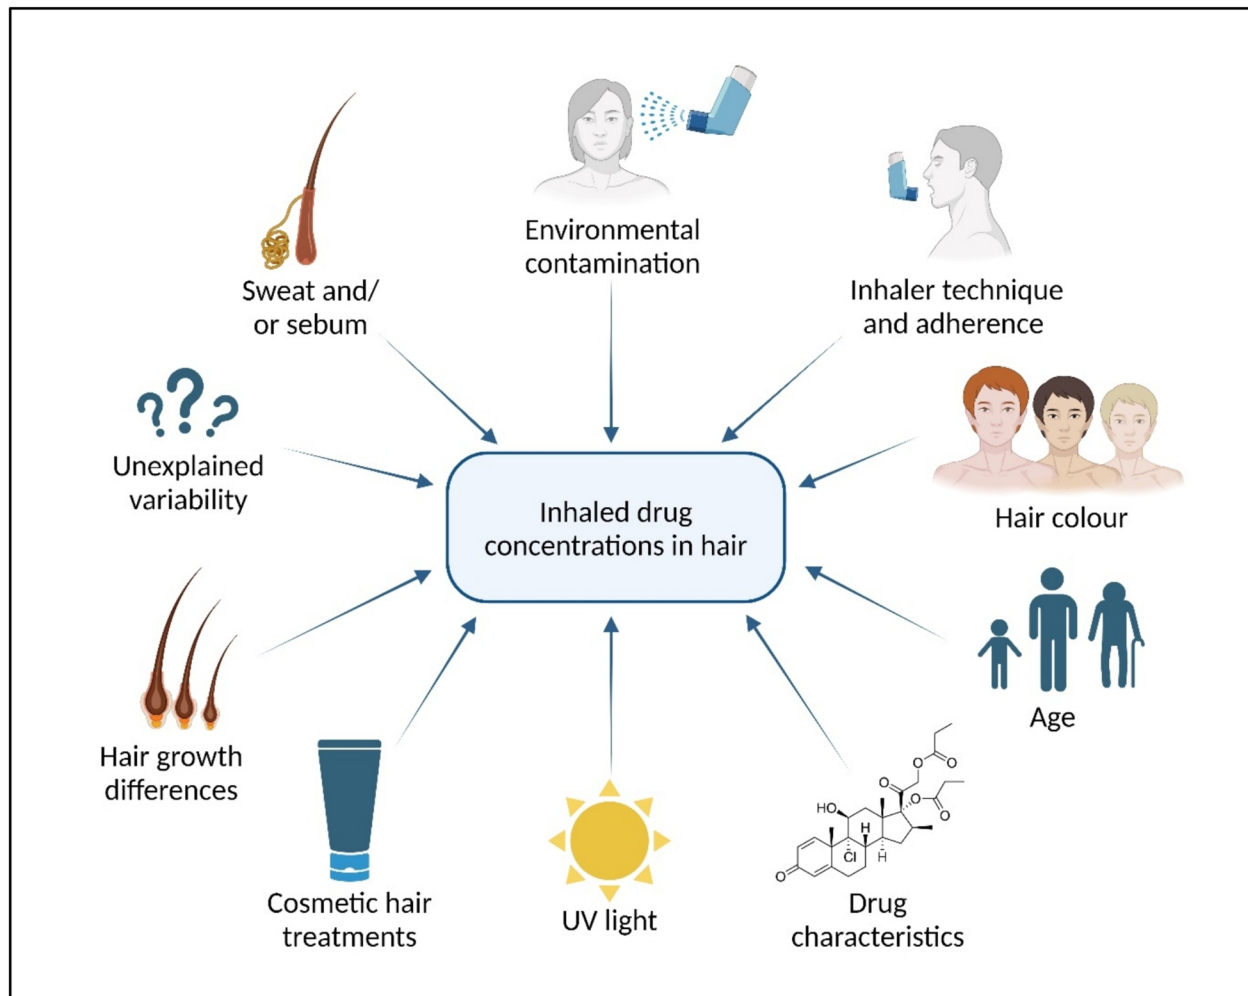 Environmental
contamination
Sweat and/
or sebum
Inhaler technique
and adherence
Unexplained
variability
Inhaled drug
concentrations in hair
Hair colour
Hair growth
differences
Age
Cosmetic hair
treatments
UV light
O
O
O
O
O
HO
H
H
Cl
O
Drug
characteristics